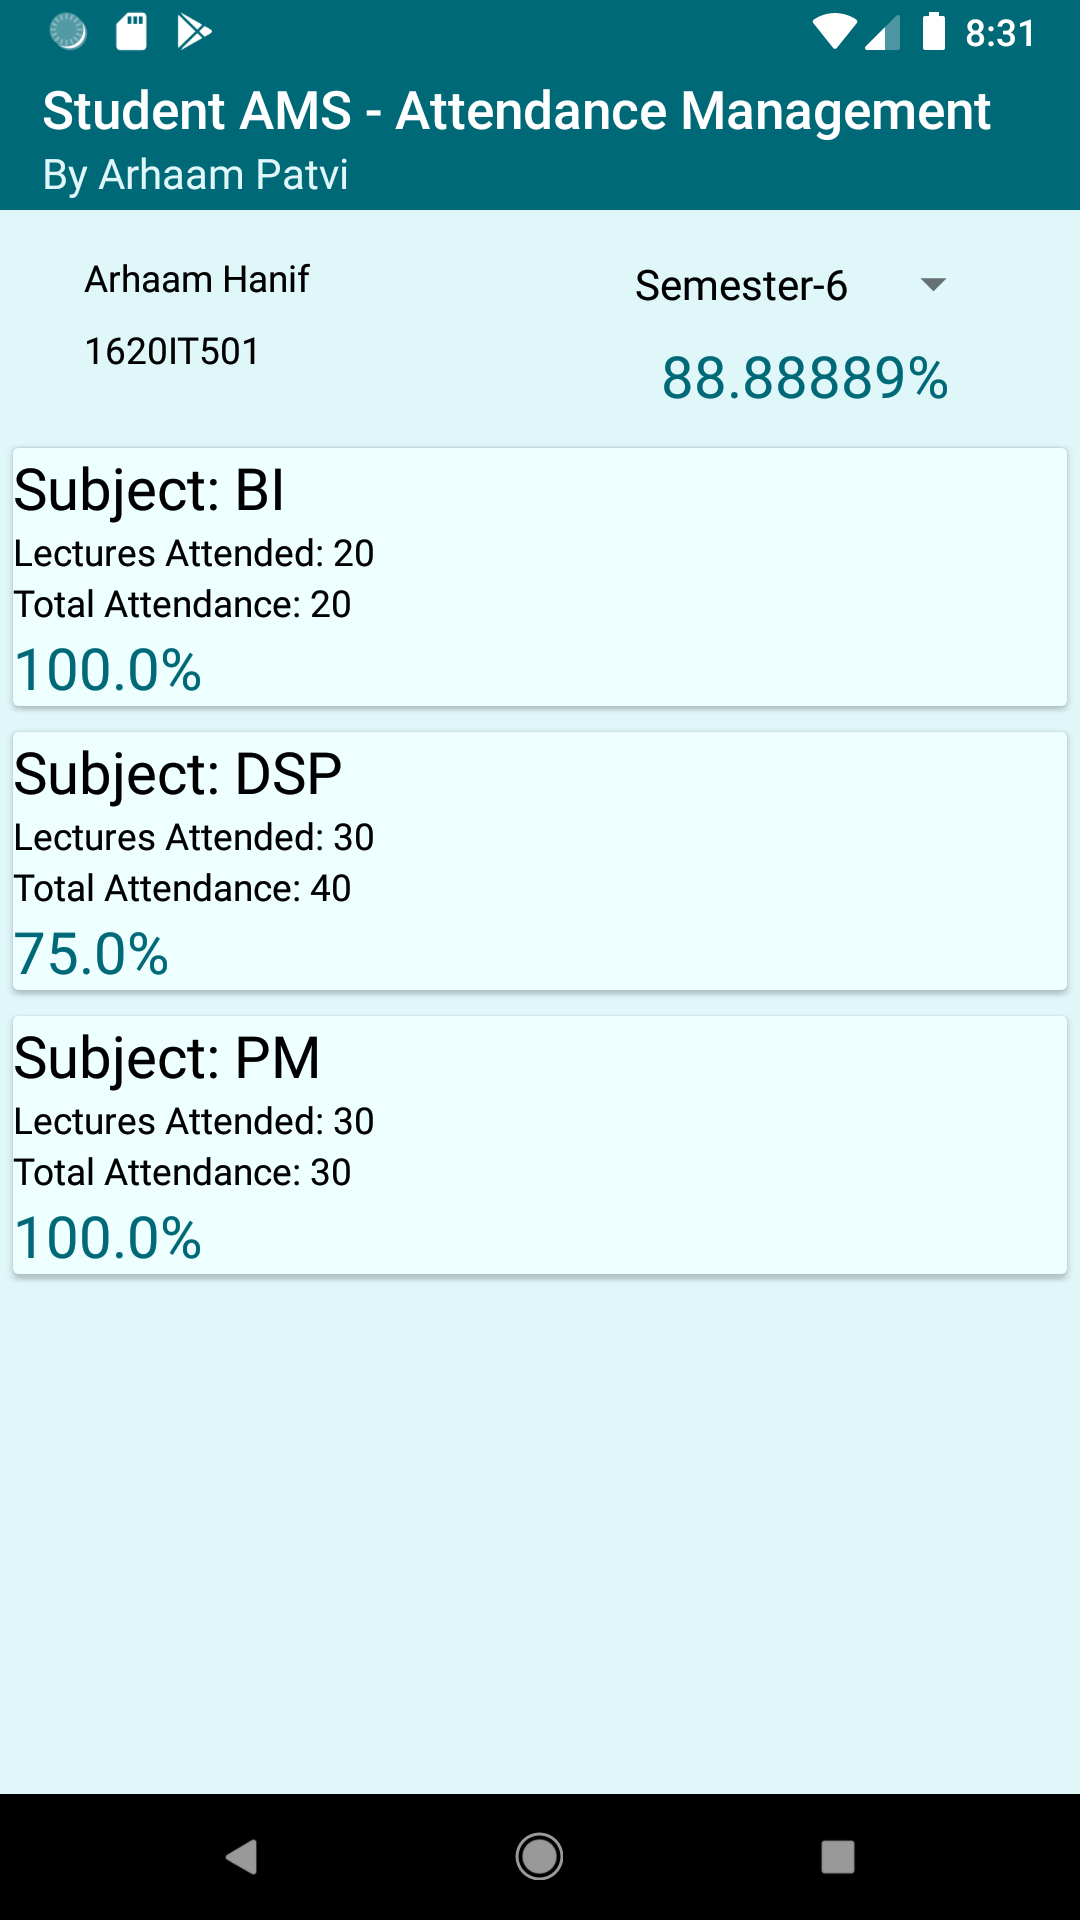 8:31
Student AMS - Attendance Management
By Arhaam Patvi
Arhaam Hanif
Semester-6
1620IT501
88.88889%
Subject: BI
Lectures Attended: 20
Total Attendance: 20
100.0%
Subject: DSP
Lectures Attended: 30
Total Attendance: 40
75.0%
Subject: PM
Lectures Attended: 30
Total Attendance: 30
100.0%